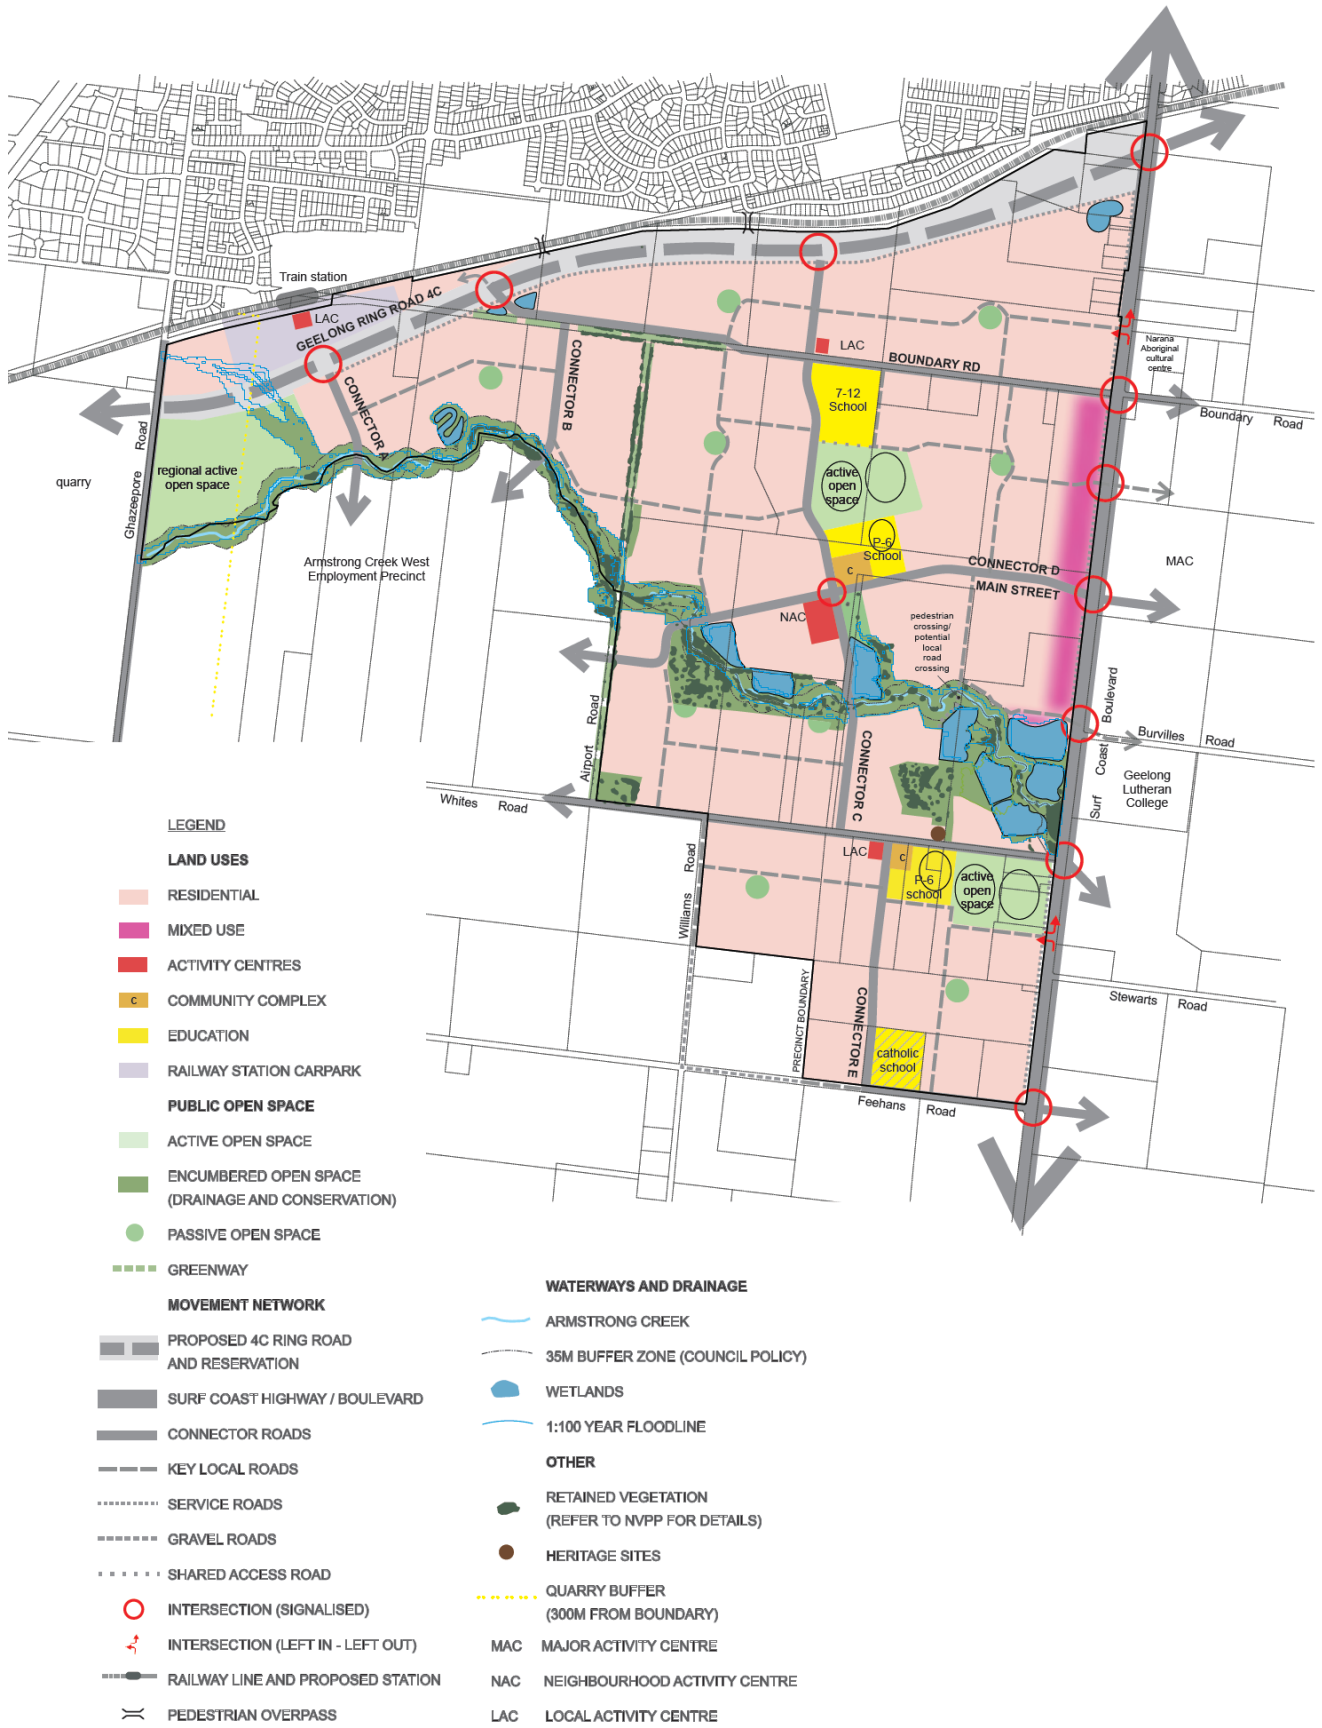 Train station
LAC
GEELONG RING ROAD 4C
CONNECTOR A
CONNECTOR B
LAC
BOUNDARY RD
Narana
Aboriginal
cultural
centre
Boundary Road
7-12
School
quarry
Ghazeepore Road
regional active
open space
active
open
space
P-6
School
c
Armstrong Creek West
Employment Precinct
CONNECTOR D
MAIN STREET
MAC
NAC
pedestrian
crossing/
potential
local
road
crossing
Airport Road
CONNECTOR C
Surf Coast Boulevard
Burvilles Road
Geelong
Lutheran
College
Whites Road
Williams Road
LAC
c
P-6
school
active
open
space
PRECINCT BOUNDARY
CONNECTOR E
Stewarts Road
catholic
school
Feehans Road
LEGEND
LAND USES
RESIDENTIAL
MIXED USE
ACTIVITY CENTRES
c COMMUNITY COMPLEX
EDUCATION
RAILWAY STATION CARPARK
PUBLIC OPEN SPACE
ACTIVE OPEN SPACE
ENCUMBERED OPEN SPACE
(DRAINAGE AND CONSERVATION)
PASSIVE OPEN SPACE
GREENWAY
MOVEMENT NETWORK
PROPOSED 4C RING ROAD
AND RESERVATION
SURF COAST HIGHWAY / BOULEVARD
CONNECTOR ROADS
KEY LOCAL ROADS
SERVICE ROADS
GRAVEL ROADS
SHARED ACCESS ROAD
INTERSECTION (SIGNALISED)
INTERSECTION (LEFT IN - LEFT OUT)
RAILWAY LINE AND PROPOSED STATION
PEDESTRIAN OVERPASS
WATERWAYS AND DRAINAGE
ARMSTRONG CREEK
35M BUFFER ZONE (COUNCIL POLICY)
WETLANDS
1:100 YEAR FLOODLINE
OTHER
RETAINED VEGETATION
(REFER TO NVPP FOR DETAILS)
HERITAGE SITES
QUARRY BUFFER
(300M FROM BOUNDARY)
MAC MAJOR ACTIVITY CENTRE
NAC NEIGHBOURHOOD ACTIVITY CENTRE
LAC LOCAL ACTIVITY CENTRE